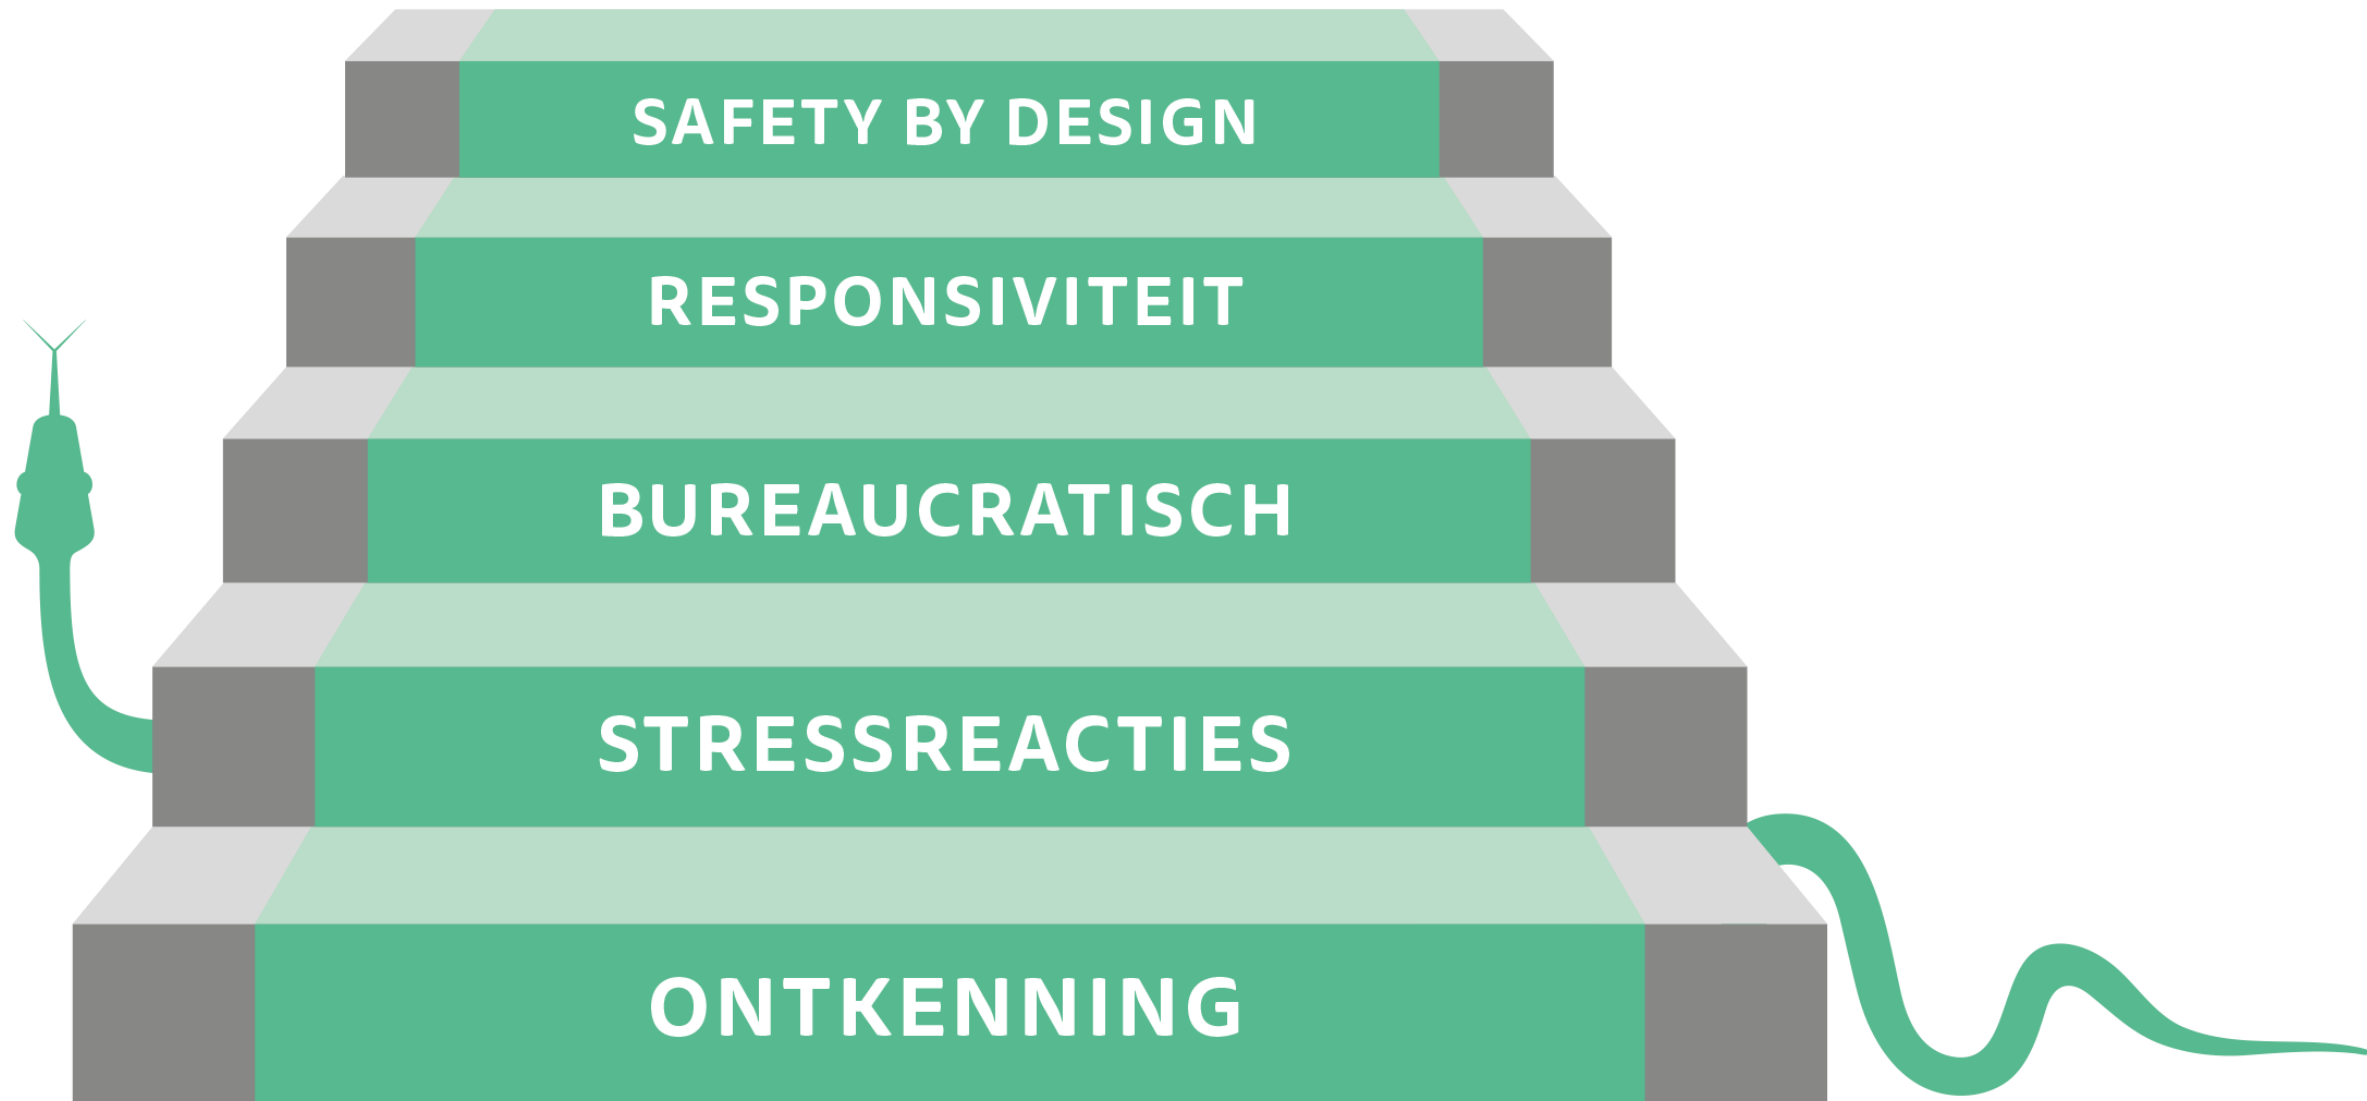 SAFETY BY DESIGN
RESPONSIVITEIT
BUREAUCRATISCH
STRESSREACTIES
ONTKENNING